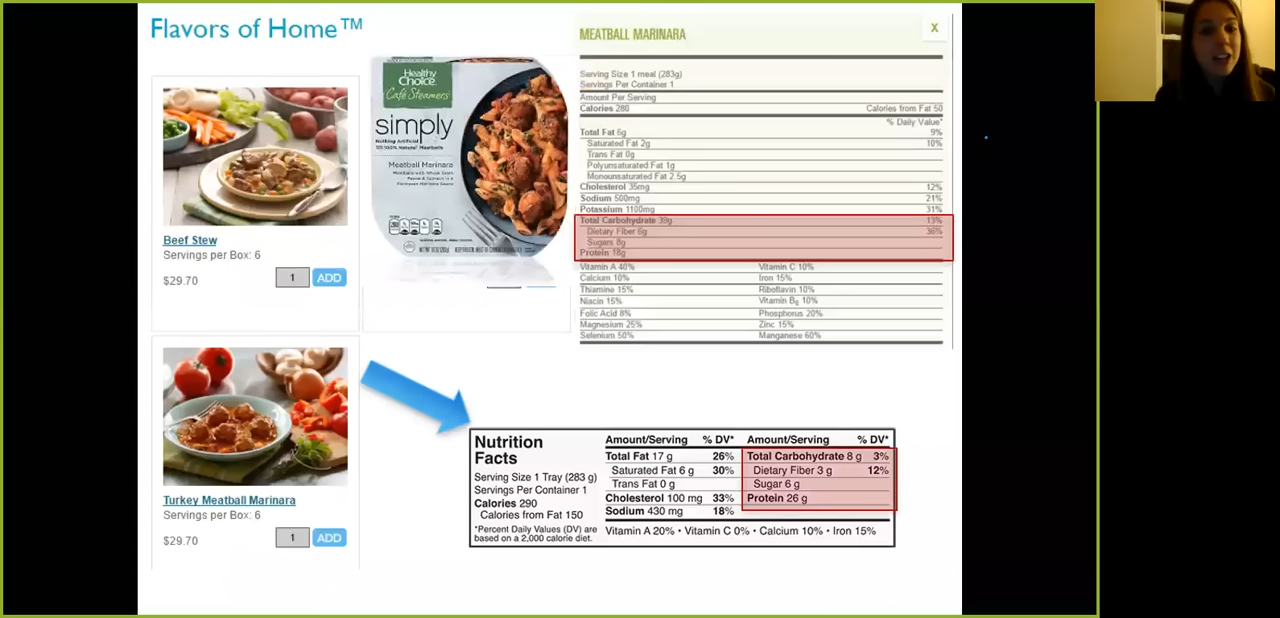 Flavors of Home™
Beef Stew
Servings per Box: 6
$29.70
1
ADD
Turkey Meatball Marinara
Servings per Box: 6
$29.70
1
ADD
Healthy
Choice
Café Steamers
simply
Nothing Artificial
Meatball Marinara
MEATBALL MARINARA
X
Serving Size 1 meal (283g)
Servings Per Container 1
Amount Per Serving
Calories 280 Calories from Fat 50
% Daily Value*
Total Fat 6g 9%
Saturated Fat 2g 10%
Trans Fat 0g
Polyunsaturated Fat 1g
Monounsaturated Fat 2.5g
Cholesterol 35mg 12%
Sodium 500mg 21%
Potassium 1100mg 31%
Total Carbohydrate 39g 13%
Dietary Fiber 6g
Sugars 8g
Protein 18g
Vitamin A 40% Vitamin C 10%
Calcium 10% Iron 15%
Thiamine 15% Riboflavin 10%
Niacin 15% Vitamin B6 10%
Folic Acid 8% Phosphorus 20%
Magnesium 25% Zinc 15%
Selenium 50% Manganese 60%
Nutrition
Facts
Serving Size 1 Tray (283 g)
Servings Per Container 1
Calories 290
Calories from Fat 150
*Percent Daily Values (DV) are
based on a 2,000 calorie diet.
Amount/Serving % DV*
Total Fat 17 g 26%
Saturated Fat 6 g 30%
Trans Fat 0 g
Cholesterol 100 mg 33%
Sodium 430 mg 18%
Amount/Serving % DV*
Total Carbohydrate 8 g 3%
Dietary Fiber 3 g 12%
Sugar 6 g
Protein 26 g
Vitamin A 20% • Vitamin C 0% • Calcium 10% • Iron 15%